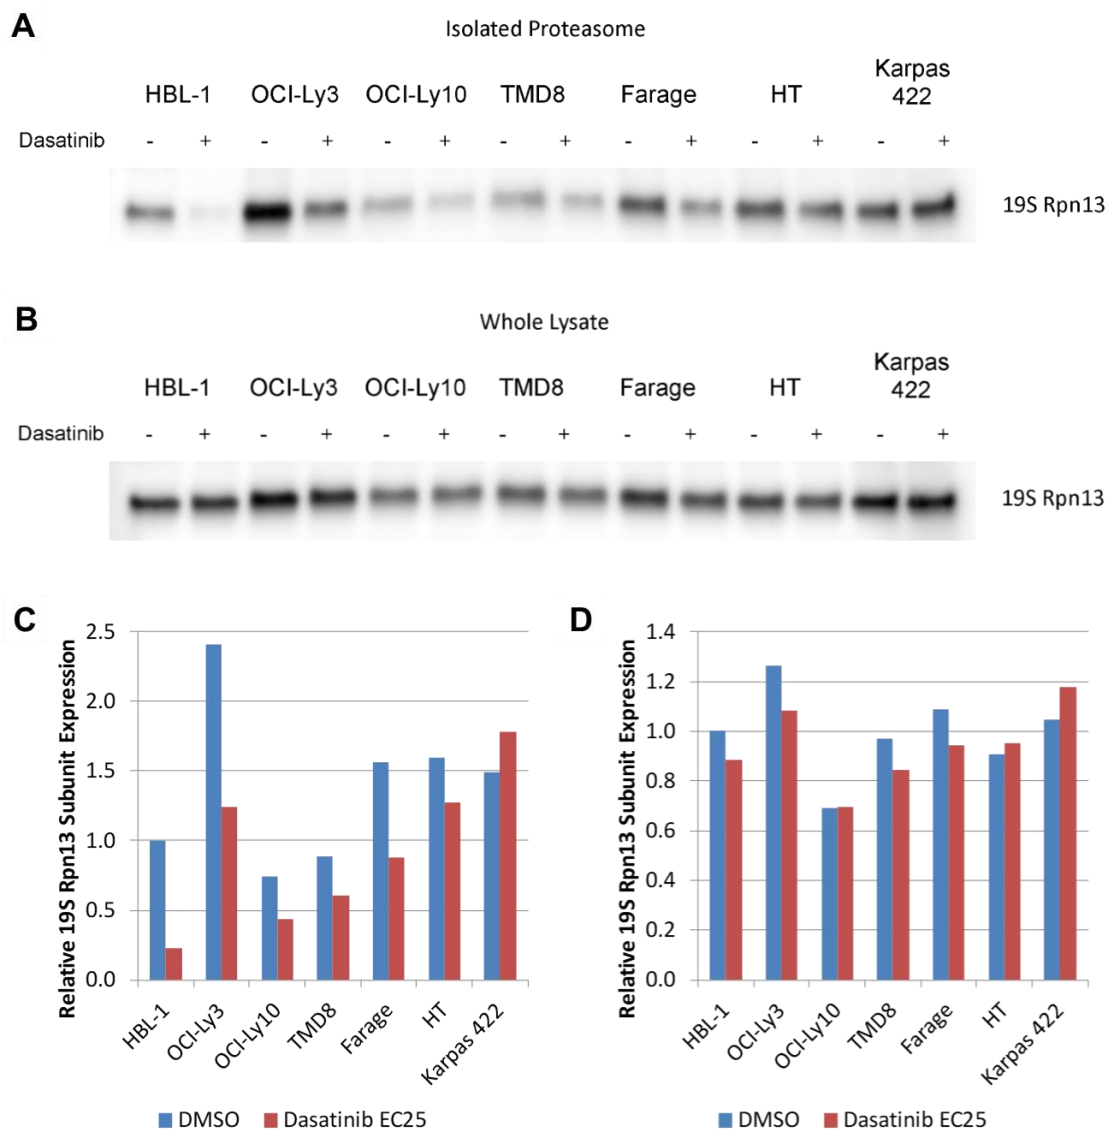 A
Isolated Proteasome
HBL-1 OCI-Ly3 OCI-Ly10 TMD8 Farage HT Karpas
422
Dasatinib - + - + - + - + - + - + - +
19S Rpn13
B
Whole Lysate
HBL-1 OCI-Ly3 OCI-Ly10 TMD8 Farage HT Karpas
422
Dasatinib - + - + - + - + - + - + - +
19S Rpn13
C
Relative 19S Rpn13 Subunit Expression
2.5
2.0
1.5
1.0
0.5
0.0
HBL-1 OCI-Ly3 OCI-Ly10 TMD8 Farage HT Karpas 422
DMSO Dasatinib EC25
D
Relative 19S Rpn13 Subunit Expression
1.4
1.2
1.0
0.8
0.6
0.4
0.2
0.0
HBL-1 OCI-Ly3 OCI-Ly10 TMD8 Farage HT Karpas 422
DMSO Dasatinib EC25